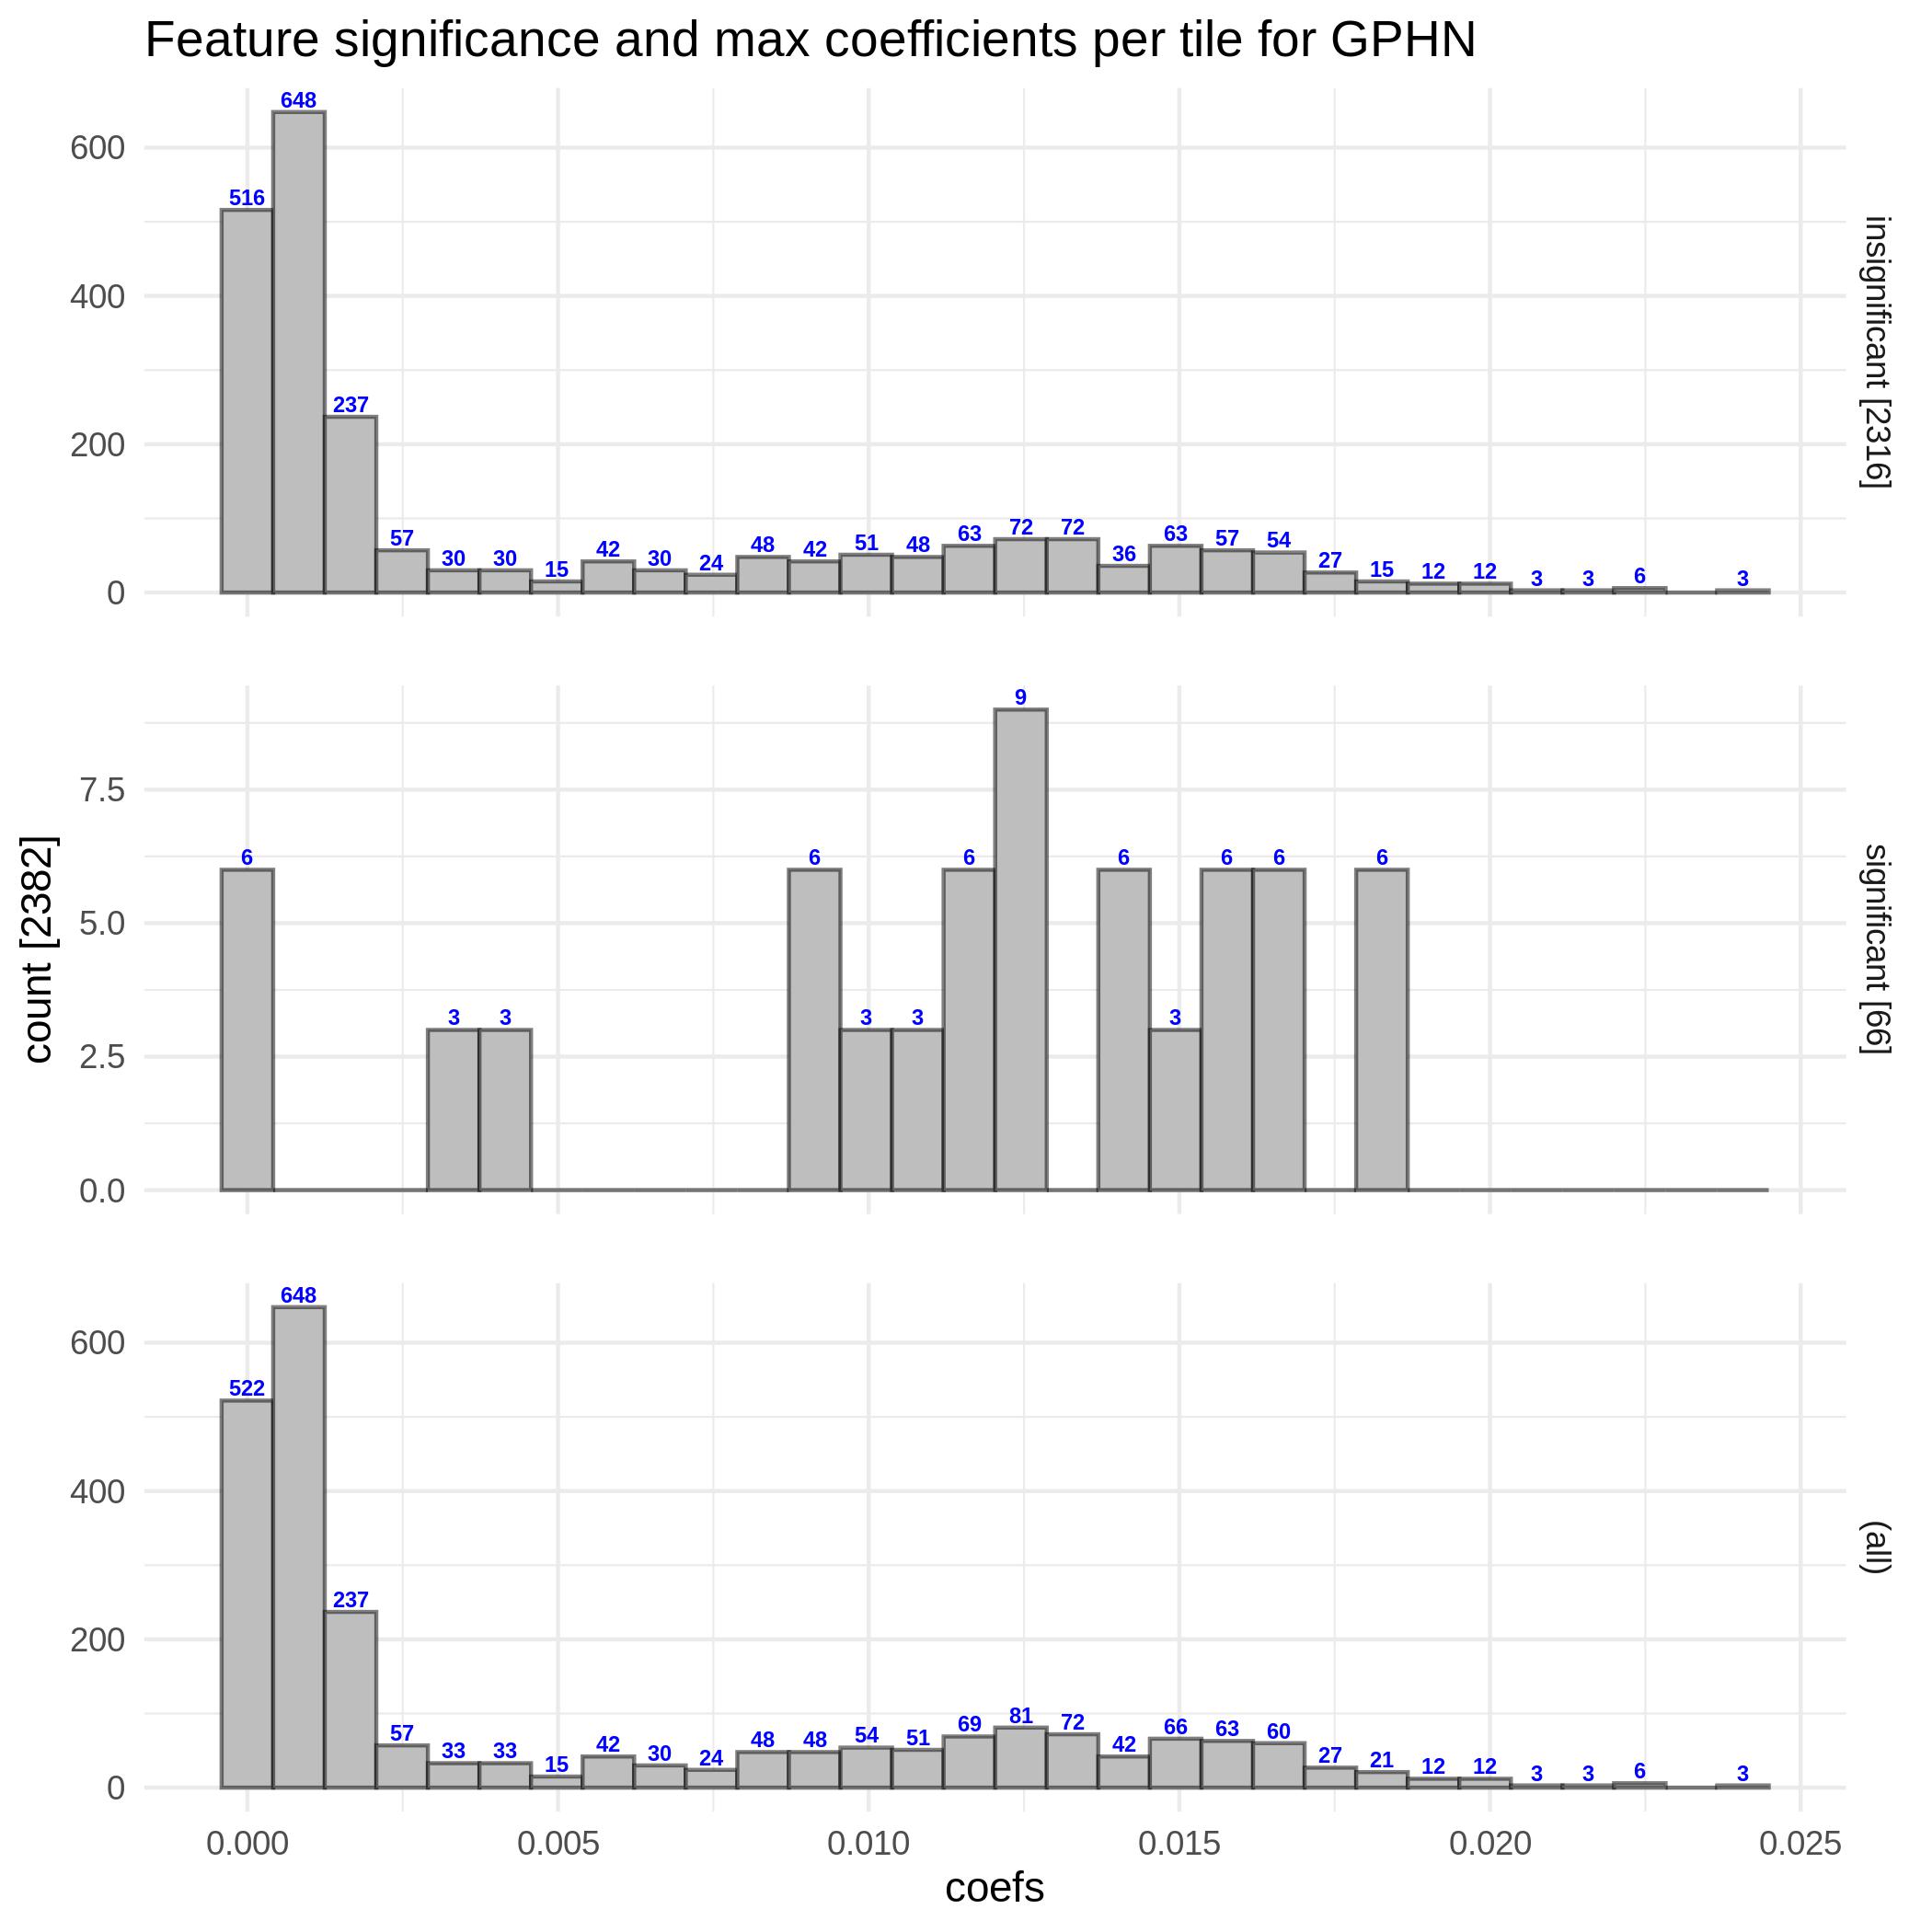 Feature significance and max coefficients per tile for GPHN
648
600
516
400
237
200
57 30 30 15 42 30 24 48 42 51 48 63 72 72 36 63 57 54 27 15 12 12 3 3 6 3
0
insignificant [2316]
9
7.5
6 6 6 6 6 6 6
5.0
3 3 3 3 3
2.5
0.0
significant [66]
count [2382]
648
600
522
400
237
200
57 33 33 15 42 30 24 48 48 54 51 69 81 72 42 66 63 60 27 21 12 12 3 3 6 3
0
(all)
0.000 0.005 0.010 0.015 0.020 0.025
coefs